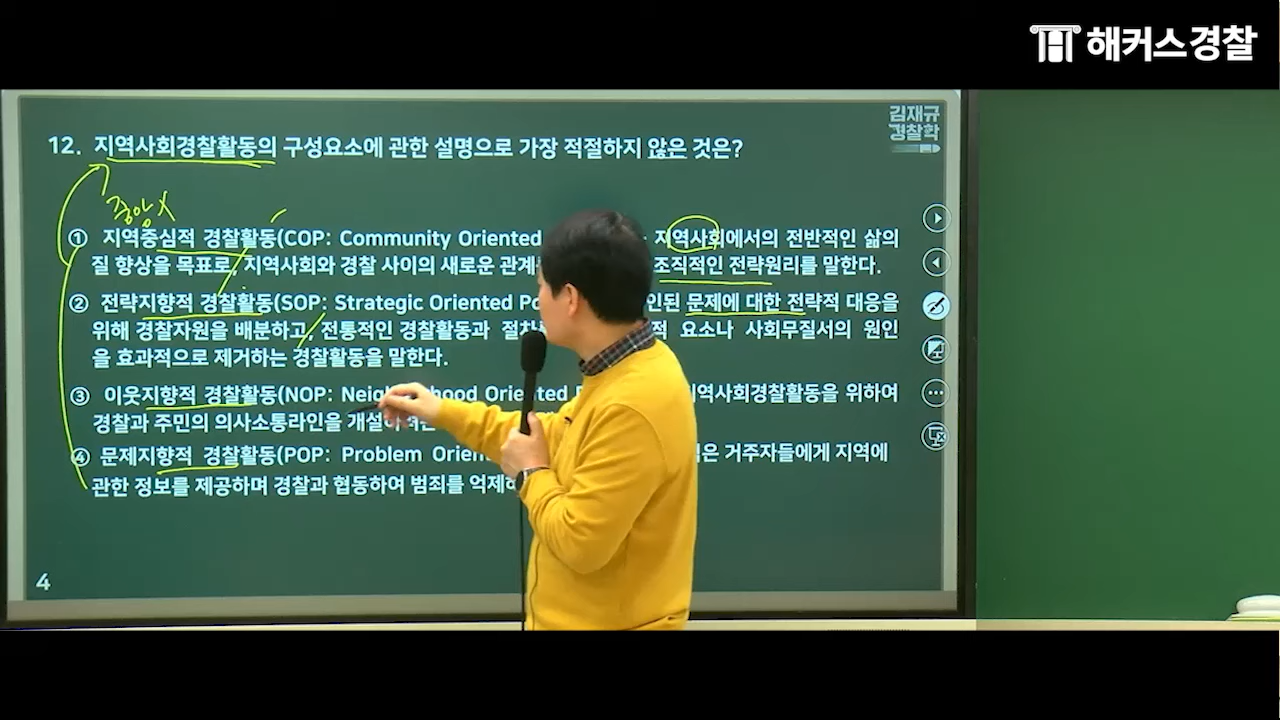 해커스경찰
김재규
경찰학
12. 지역사회경찰활동의 구성요소에 관한 설명으로 가장 적절하지 않은 것은?
중앙X
① 지역중심적 경찰활동(COP: Community Oriented 지역사회에서의 전반적인 삶의
질 향상을 목표로, 지역사회와 경찰 사이의 새로운 관계를 조직적인 전략원리를 말한다.
② 전략지향적 경찰활동(SOP: Strategic Oriented 인된 문제에 대한 전략적 대응을
위해 경찰자원을 배분하고, 전통적인 경찰활동과 요소나 사회무질서의 원인
을 효과적으로 제거하는 경찰활동을 말한다.
③ 이웃지향적 경찰활동(NOP: Oriented 지역사회경찰활동을 위하여
경찰과 주민의 의사소통라인을
④ 문제지향적 경찰활동(POP: Problem 거주자들에게 지역에
관한 정보를 제공하며 경찰과 협동하여 범죄를
4